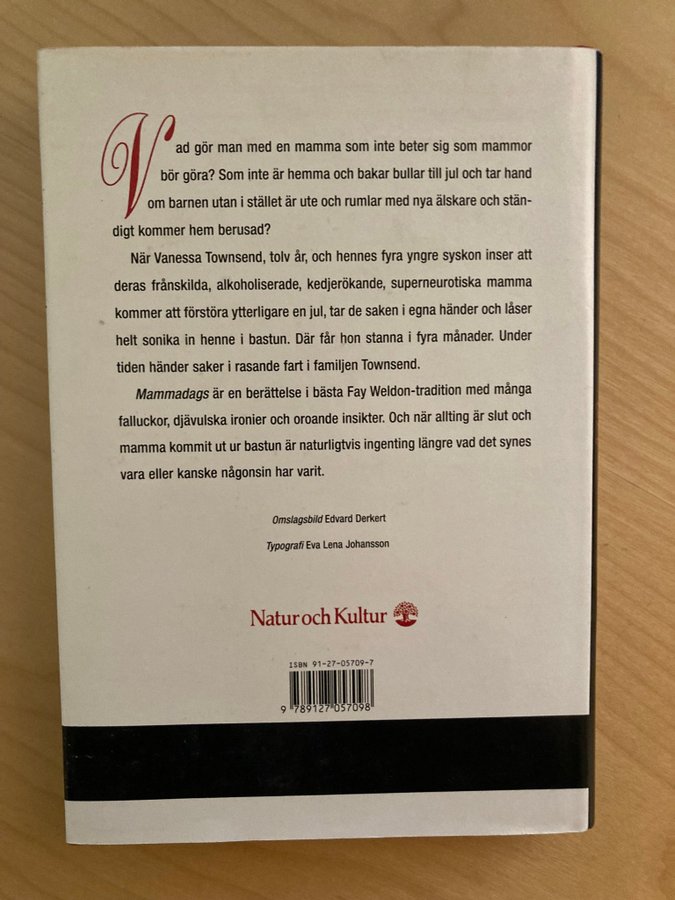 Vad gör man med en mamma som inte beter sig som mammor
bör göra? Som inte är hemma och bakar bullar till jul och tar hand
om barnen utan i stället är ute och rumlar med nya älskare och stän-
digt kommer hem berusad?
När Vanessa Townsend, tolv år, och hennes fyra yngre syskon inser att
deras frånskilda, alkoholiserade, kedjerökande, superneurotiska mamma
kommer att förstöra ytterligare en jul, tar de saken i egna händer och låser
helt sonika in henne i bastun. Där får hon stanna i fyra månader. Under
tiden händer saker i rasande fart i familjen Townsend.
Mammadags är en berättelse i bästa Fay Weldon-tradition med många
falluckor, djävulska ironier och oroande insikter. Och när allting är slut och
mamma kommit ut ur bastun är naturligtvis ingenting längre vad det synes
vara eller kanske någonsin har varit.
Omslagsbild Edvard Derkert
Typografi Eva Lena Johansson
Natur och Kultur
ISBN 91-27-05709-7
9 789127 057098